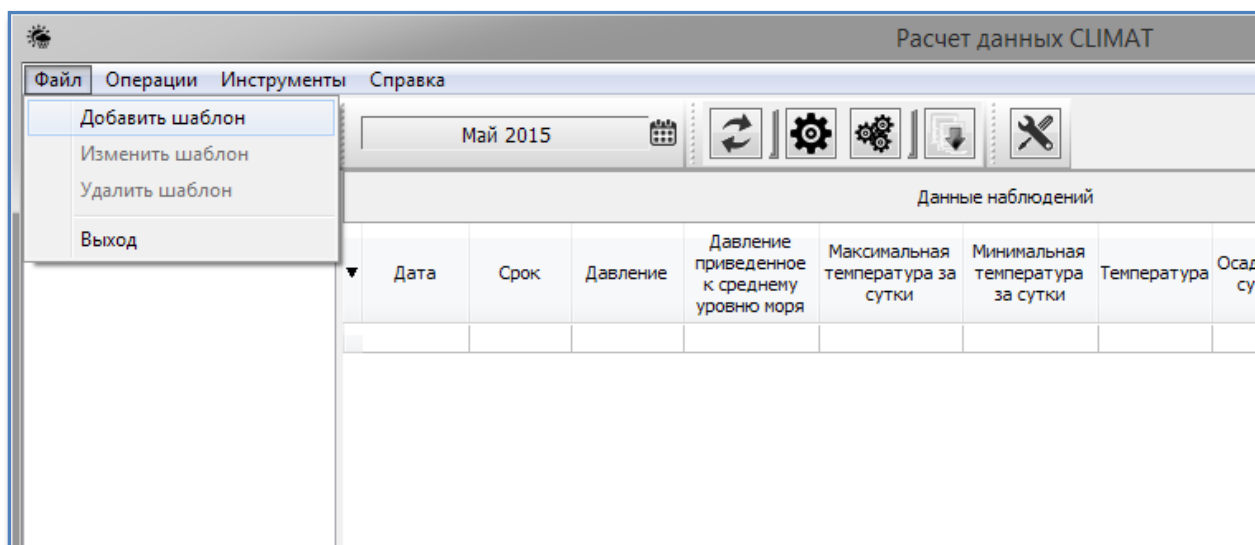 Расчет данных CLIMAT
Файл Операции Инструменты Справка
Добавить шаблон
Изменить шаблон
Удалить шаблон
Выход
Май 2015
Данные наблюдений
Дата
Срок
Давление
Давление
приведенное
к среднему
уровню моря
Максимальная
температура за
сутки
Минимальная
температура
за сутки
Температура